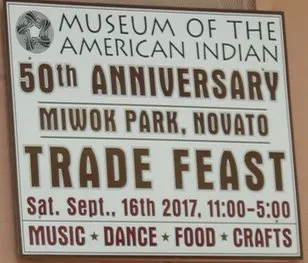 MUSEUM OF THE
AMERICAN INDIAN
50th ANNIVERSARY
MIWOK PARK, NOVATO
TRADE FEAST
Sat. Sept., 16th 2017, 11:00-5:00
MUSIC ★ DANCE ★ FOOD ★ CRAFTS